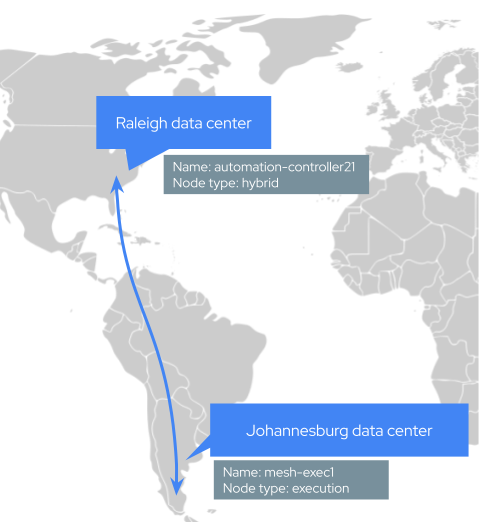 Raleigh data center
Name: automation-controller21
Node type: hybrid
Johannesburg data center
Name: mesh-exec1
Node type: execution